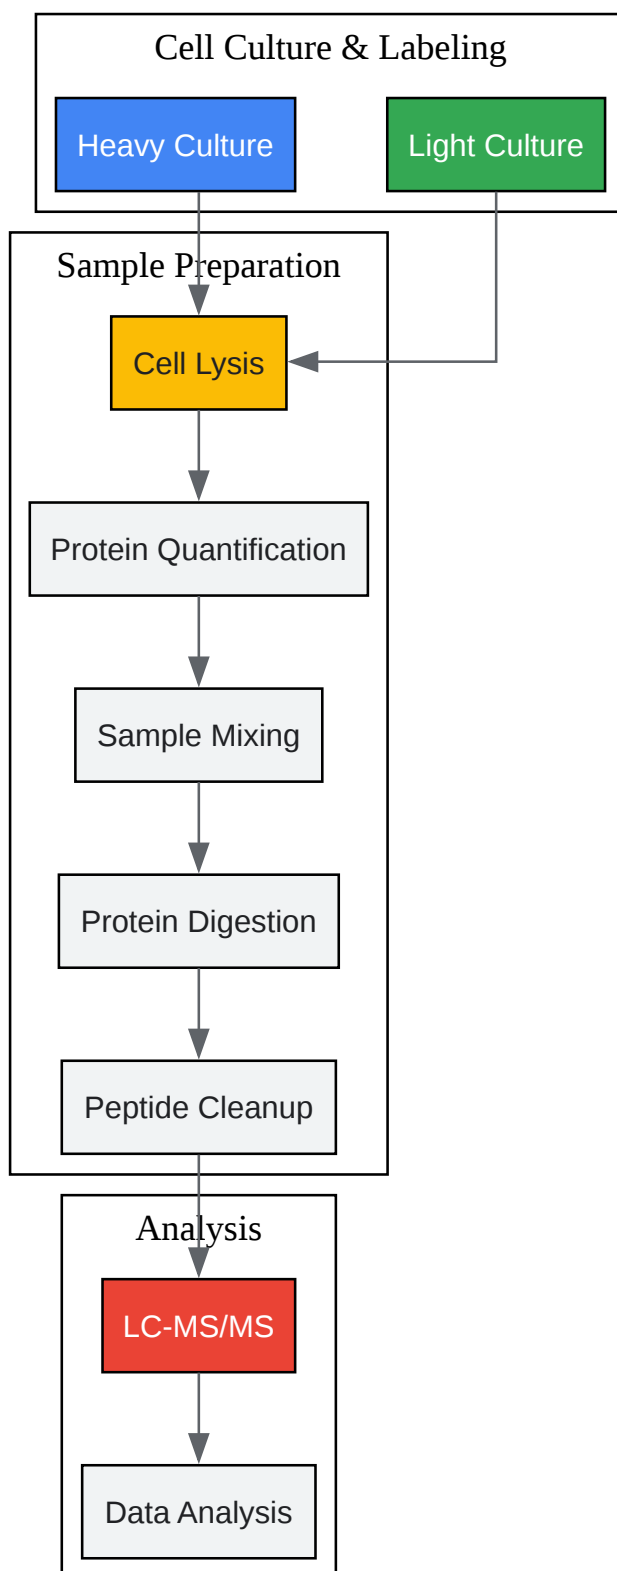 Cell Culture & Labeling
Heavy Culture
Light Culture
Sample Preparation
Cell Lysis
Protein Quantification
Sample Mixing
Protein Digestion
Peptide Cleanup
Analysis
LC-MS/MS
Data Analysis